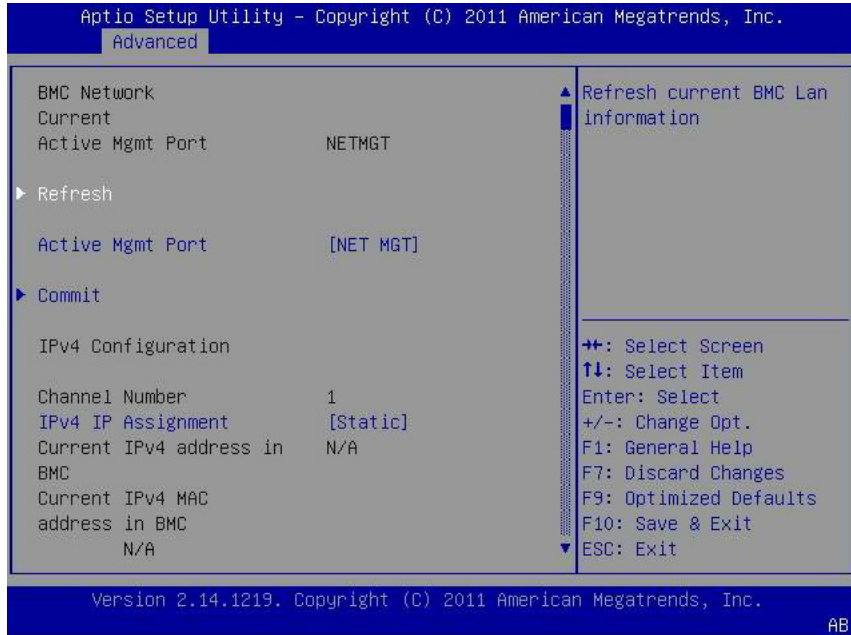 Aptio Setup Utility – Copyright (C) 2011 American Megatrends, Inc.
Advanced
BMC Network
Current
Active Mgmt Port NETMGT
Refresh
Active Mgmt Port [NET MGT]
Commit
IPv4 Configuration
Channel Number 1
IPv4 IP Assignment [Static]
Current IPv4 address in N/A
BMC
Current IPv4 MAC
address in BMC
N/A
Refresh current BMC Lan
information
→←: Select Screen
↑↓: Select Item
Enter: Select
+/-: Change Opt.
F1: General Help
F7: Discard Changes
F9: Optimized Defaults
F10: Save & Exit
ESC: Exit
Version 2.14.1219. Copyright (C) 2011 American Megatrends, Inc.
AB